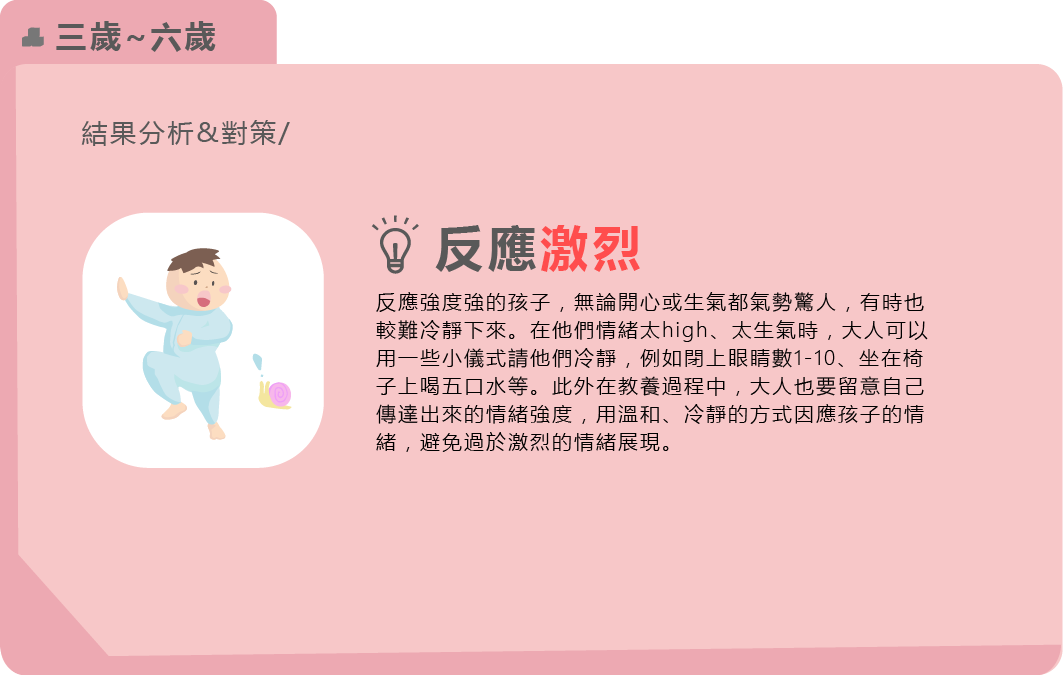 三歲~六歲
結果分析&對策/
反應激烈
反應強度強的孩子，無論開心或生氣都氣勢驚人，有時也
較難冷靜下來。在他們情緒太high、太生氣時，大人可以
用一些小儀式請他們冷靜，例如閉上眼睛數1-10、坐在椅
子上喝五口水等。此外在教養過程中，大人也要留意自己
傳達出來的情緒強度，用溫和、冷靜的方式因應孩子的情
緒，避免過於激烈的情緒展現。